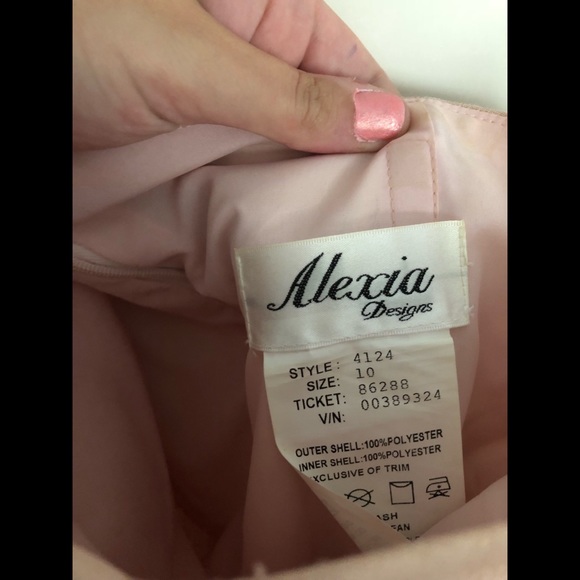 Alexia
Designs
STYLE: 4124
SIZE: 10
TICKET: 86288
V/N: 00389324
OUTER SHELL:100%POLYESTER
INNER SHELL:100%POLYESTER
XCLUSIVE OF TRIM